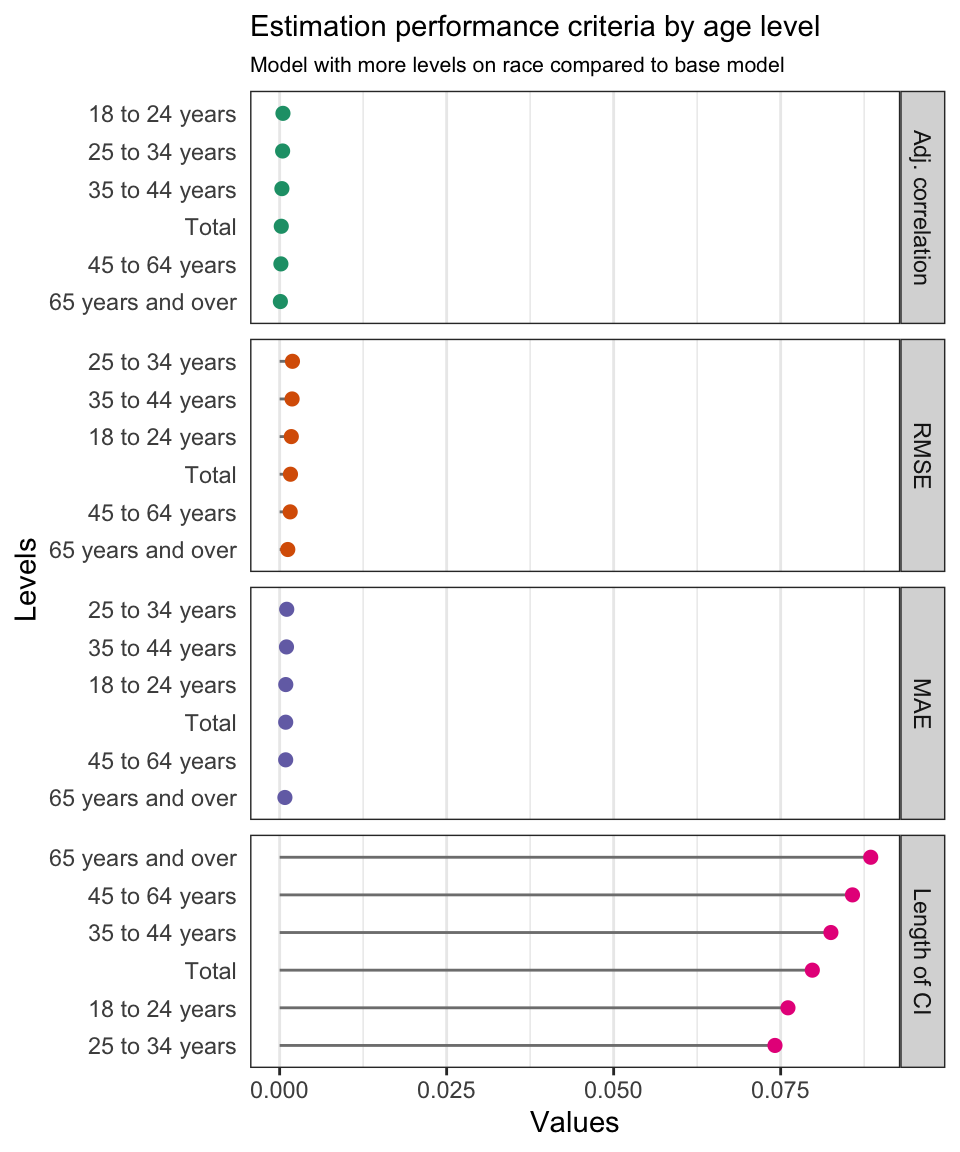 Estimation performance criteria by age level
Model with more levels on race compared to base model
18 to 24 years
25 to 34 years
35 to 44 years
Total
45 to 64 years
65 years and over
Adj. correlation
25 to 34 years
35 to 44 years
18 to 24 years
Total
45 to 64 years
65 years and over
RMSE
Levels
25 to 34 years
35 to 44 years
18 to 24 years
Total
45 to 64 years
65 years and over
MAE
65 years and over
45 to 64 years
35 to 44 years
Total
18 to 24 years
25 to 34 years
Length of CI
0.000 0.025 0.050 0.075
Values